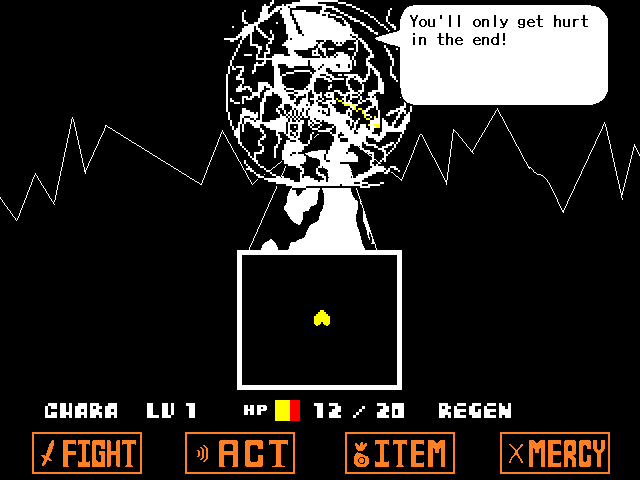 You'll only get hurt
in the end!
CHARA LV 1 HP 12 / 20 REGEN
FIGHT ACT ITEM MERCY